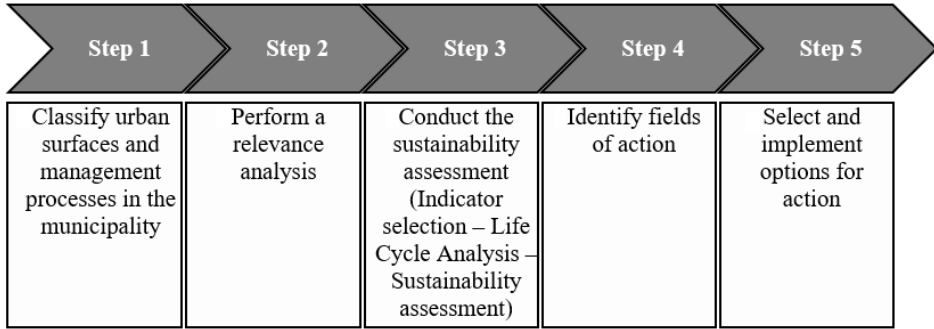 Step 1
Step 2
Step 3
Step 4
Step 5
Classify urban
surfaces and
management
processes in the
municipality
Perform a
relevance
analysis
Conduct the
sustainability
assessment
(Indicator
selection – Life
Cycle Analysis –
Sustainability
assessment)
Identify fields
of action
Select and
implement
options for
action